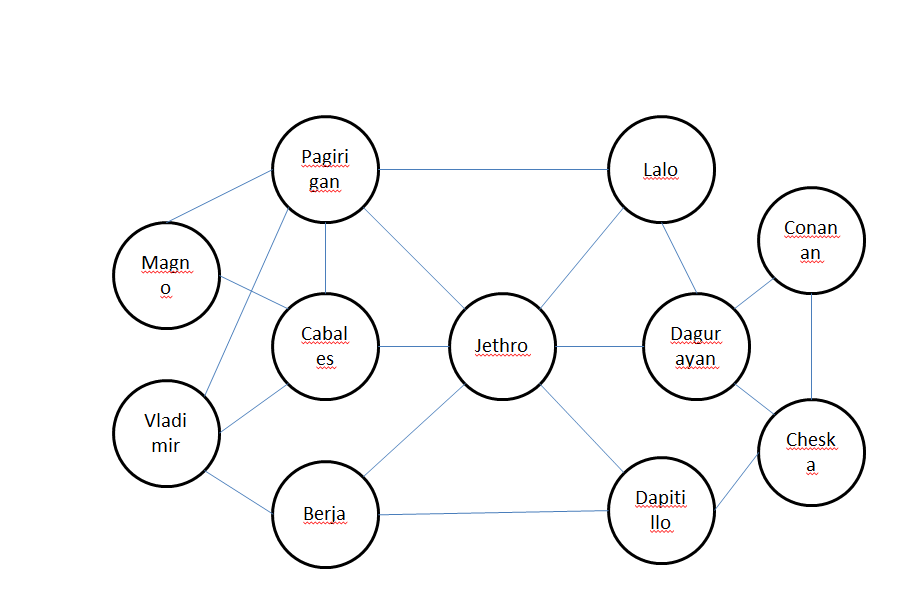 Pagiri
gan
Lalo
Conan
an
Magn
o
Cabal
es
Jethro
Dagur
ayan
Vladi
mir
Chesk
a
Berja
Dapiti
llo